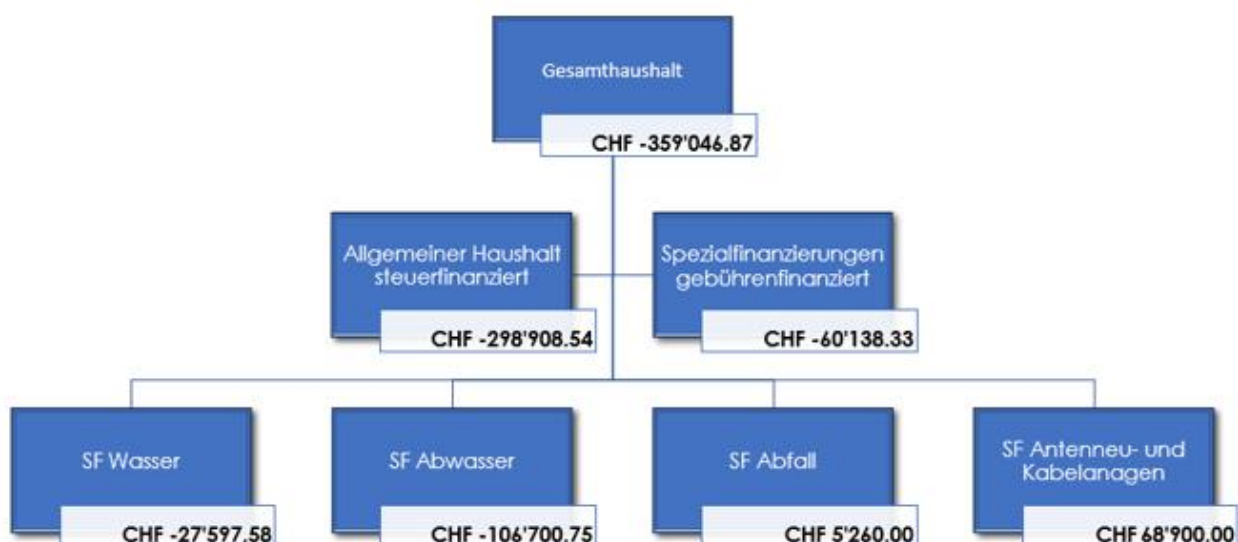 Gesamthaushalt
CHF -359'046.87
Allgemeiner Haushalt
steuerfinanziert
CHF -298'908.54
Spezialfinanzierungen
gebührenfinanziert
CHF -60'138.33
SF Wasser
CHF -27'597.58
SF Abwasser
CHF -106'700.75
SF Abfall
CHF 5'260.00
SF Antenneu- und
Kabelanagen
CHF 68'900.00